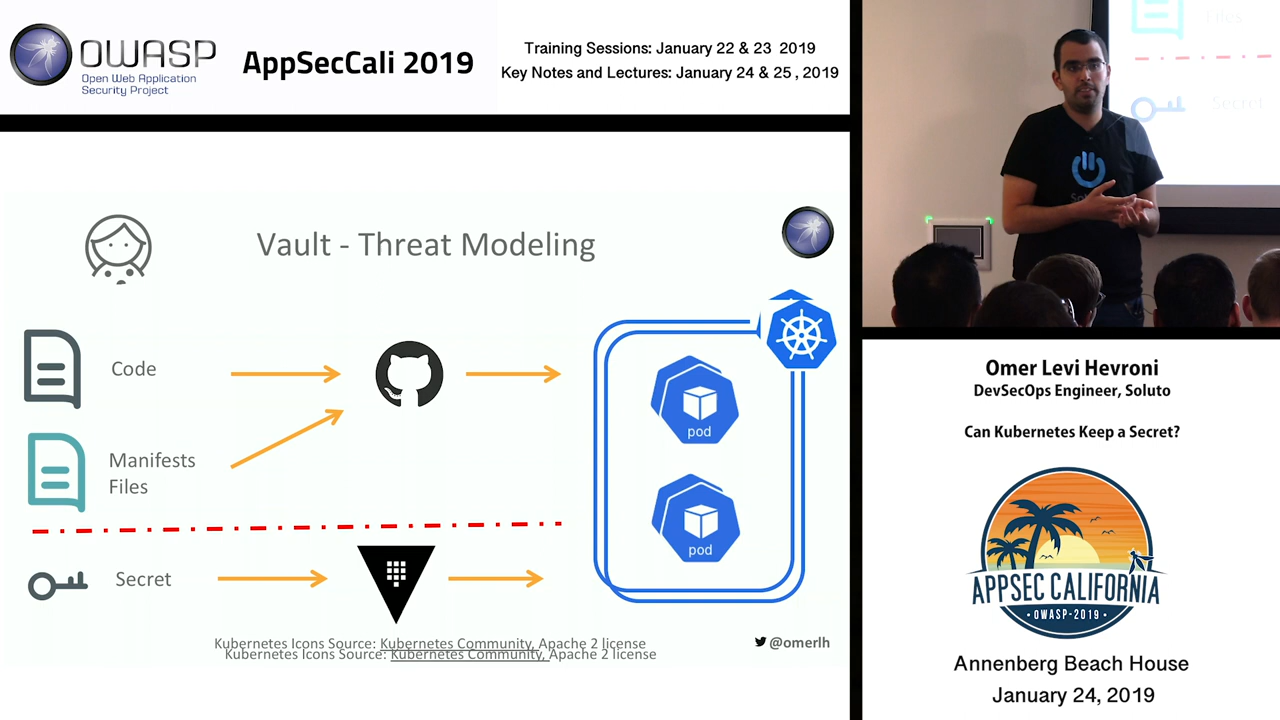 OWASP
Open Web Application
Security Project
AppSecCali 2019
Training Sessions: January 22 & 23 2019
Key Notes and Lectures: January 24 & 25 , 2019
Vault - Threat Modeling
Code
Manifests
Files
pod
pod
Secret
Kubernetes Icons Source: Kubernetes Community, Apache 2 license
Kubernetes Icons Source: Kubernetes Community, Apache 2 license
@omerlh
Files
Secret
Omer Levi Hevroni
DevSecOps Engineer, Soluto
Can Kubernetes Keep a Secret?
APPSEC CALIFORNIA
OWASP-2019
Annenberg Beach House
January 24, 2019